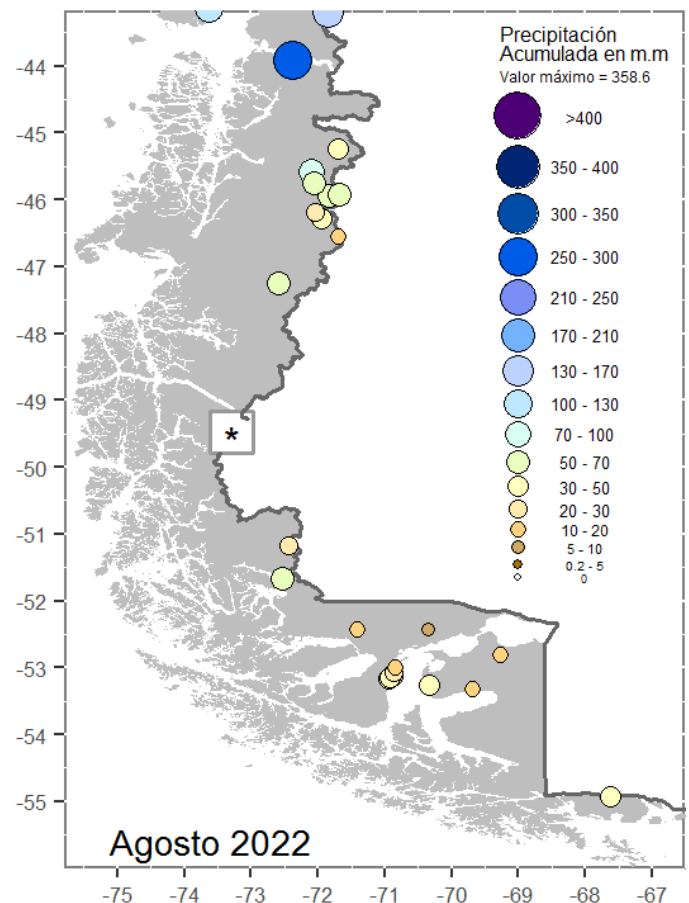 Precipitación
Acumulada en m.m
Valor máximo = 358.6
>400
350 - 400
300 - 350
250 - 300
210 - 250
170 - 210
130 - 170
100 - 130
70 - 100
50 - 70
30 - 50
20 - 30
10 - 20
5 - 10
0.2 - 5
0
-44
-45
-46
-47
-48
-49
-50
-51
-52
-53
-54
-55
*
Agosto 2022
-75 -74 -73 -72 -71 -70 -69 -68 -67